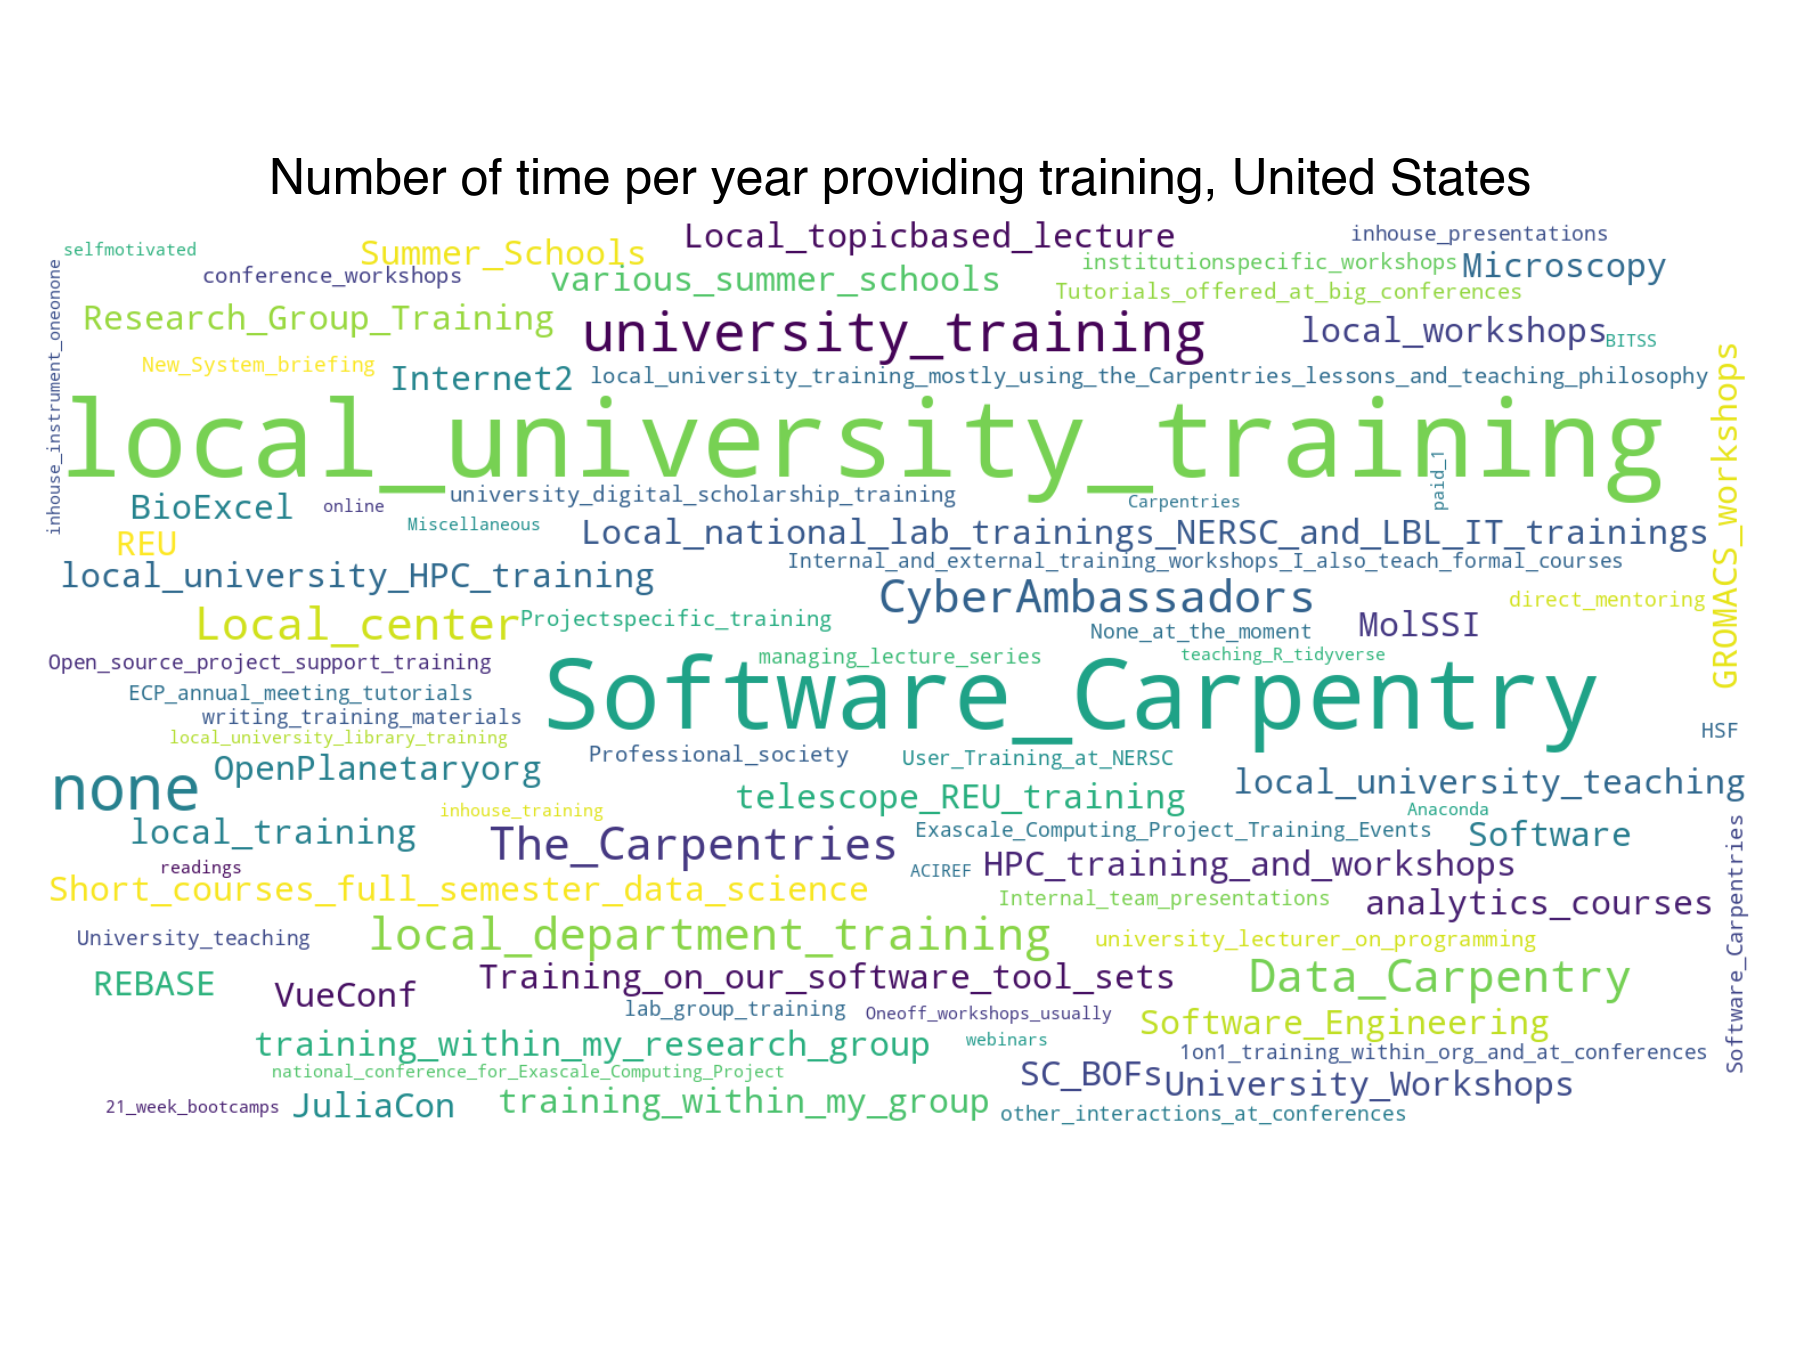 Number of time per year providing training, United States
Local_topicbased_lecture
inhouse_presentations
selfmotivated
Summer_Schools
institutionspecific_workshops
Microscopy
conference_workshops
various_summer_schools
Tutorials_offered_at_big_conferences
Research_Group_Training
university_training
local_workshops
BITSS
New_System_briefing
Internet2
local_university_training_mostly_using_the_Carpentries_lessons_and_teaching_philosophy
inhouse_instrument_oneonone
local_university_training
GROMACS_workshops
paid_1
BioExcel
online
university_digital_scholarship_training
Carpentries
Miscellaneous
REU
Local_national_lab_trainings_NERSC_and_LBL_IT_trainings
Internal_and_external_training_workshops_I_also_teach_formal_courses
local_university_HPC_training
CyberAmbassadors
direct_mentoring
Local_center
Projectspecific_training
None_at_the_moment
MolSSI
Open_source_project_support_training
managing_lecture_series
teaching_R_tidyverse
ECP_annual_meeting_tutorials
Software_Carpentry
writing_training_materials
local_university_library_training
HSF
Professional_society
User_Training_at_NERSC
none
OpenPlanetaryorg
telescope_REU_training
local_university_teaching
inhouse_training
Anaconda
local_training
The_Carpentries
Exascale_Computing_Project_Training_Events
Software
readings
ACIREF
HPC_training_and_workshops
Short_courses_full_semester_data_science
Internal_team_presentations
analytics_courses
Software_Carpentries
University_teaching
local_department_training
university_lecturer_on_programming
REBASE
VueConf
Training_on_our_software_tool_sets
Data_Carpentry
lab_group_training
Oneoff_workshops_usually
Software_Engineering
training_within_my_research_group
webinars
1on1_training_within_org_and_at_conferences
national_conference_for_Exascale_Computing_Project
SC_BOFs
University_Workshops
21_week_bootcamps
JuliaCon
training_within_my_group
other_interactions_at_conferences